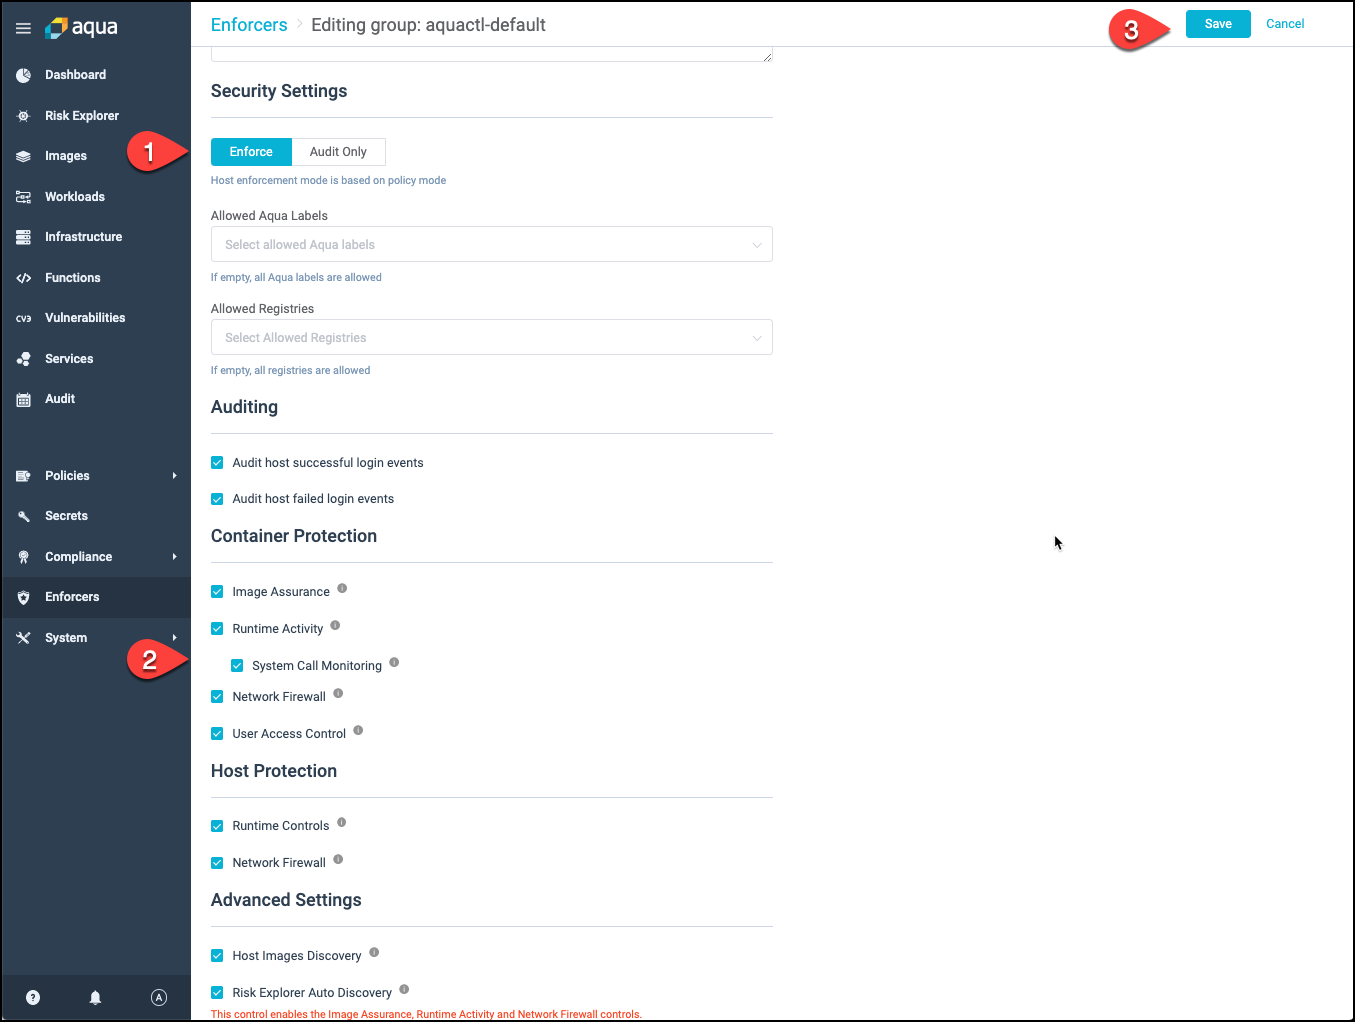 aqua
Enforcers > Editing group: aquactl-default
3
Save
Cancel
Dashboard
Risk Explorer
Images
Workloads
Infrastructure
Functions
CVE
Vulnerabilities
Services
Audit
Policies
Secrets
Compliance
Enforcers
System
?
A
Security Settings
1
Enforce
Audit Only
Host enforcement mode is based on policy mode
Allowed Aqua Labels
Select allowed Aqua labels
If empty, all Aqua labels are allowed
Allowed Registries
Select Allowed Registries
If empty, all registries are allowed
Auditing
Audit host successful login events
Audit host failed login events
Container Protection
Image Assurance
Runtime Activity
2
System Call Monitoring
Network Firewall
User Access Control
Host Protection
Runtime Controls
Network Firewall
Advanced Settings
Host Images Discovery
Risk Explorer Auto Discovery
This control enables the Image Assurance, Runtime Activity and Network Firewall controls.